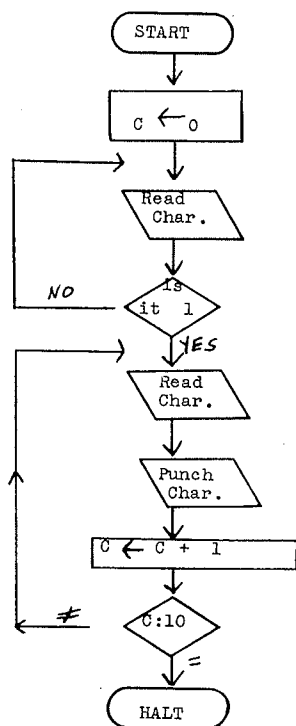 START
C ← 0
Read
Char.
Is
it 1
NO
YES
Read
Char.
Punch
Char.
C ← C + 1
C:10
≠
=
HALT